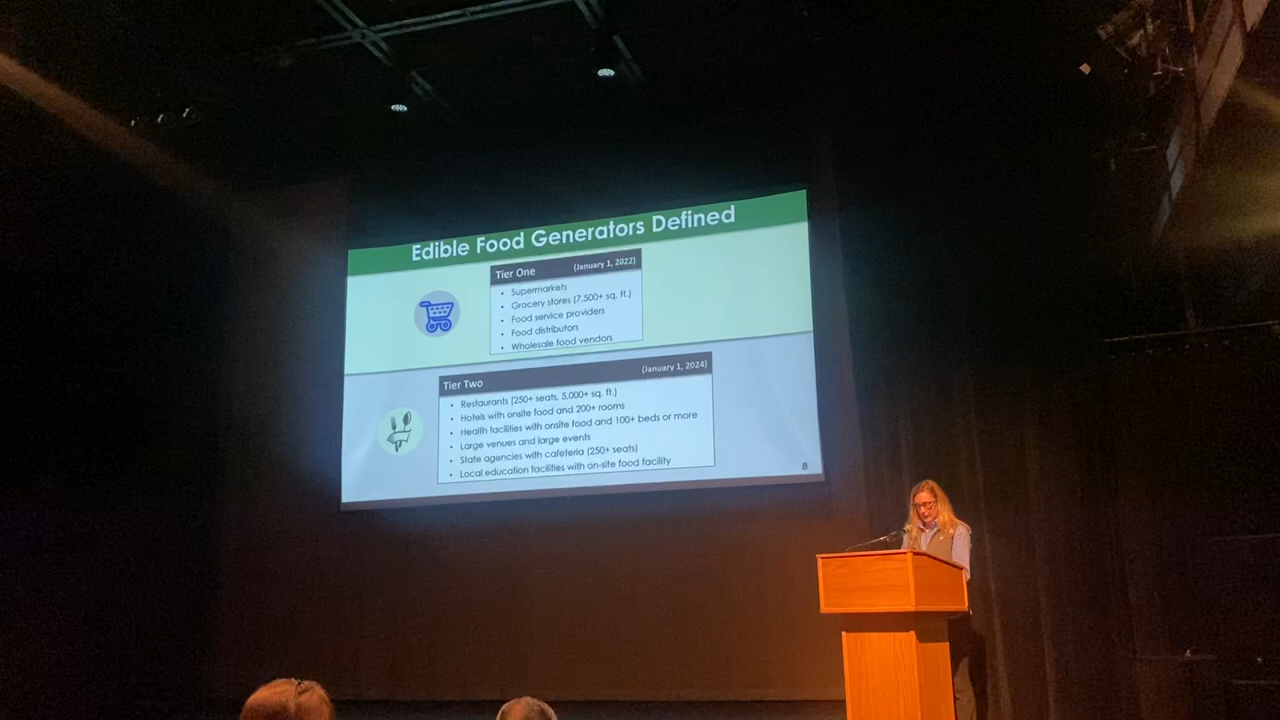 Edible Food Generators Defined
Tier One (January 1, 2022)
• Supermarkets
• Grocery stores (7,500+ sq. ft.)
• Food service providers
• Food distributors
• Wholesale food vendors
Tier Two (January 1, 2024)
• Restaurants (250+ seats, 5,000+ sq. ft.)
• Hotels with onsite food and 200+ rooms
• Health facilities with onsite food and 100+ beds or more
• Large venues and large events
• State agencies with cafeteria (250+ seats)
• Local education facilities with on-site food facility
8